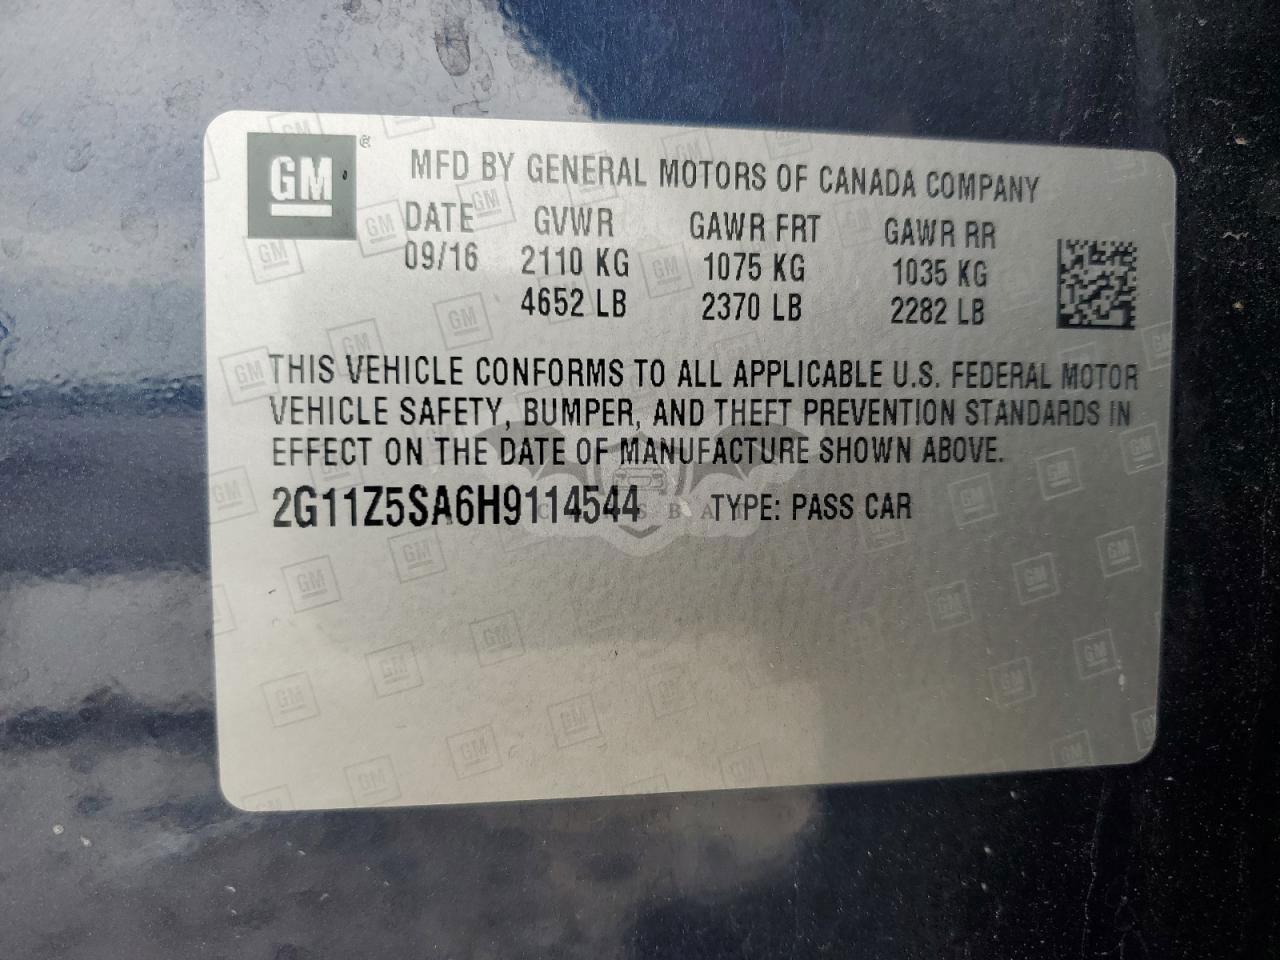 GM®
MFD BY GENERAL MOTORS OF CANADA COMPANY
DATE GVWR GAWR FRT GAWR RR
09/16 2110 KG 1075 KG 1035 KG
4652 LB 2370 LB 2282 LB
THIS VEHICLE CONFORMS TO ALL APPLICABLE U.S. FEDERAL MOTOR
VEHICLE SAFETY, BUMPER, AND THEFT PREVENTION STANDARDS IN
EFFECT ON THE DATE OF MANUFACTURE SHOWN ABOVE.
2G11Z5SA6H9114544 TYPE: PASS CAR